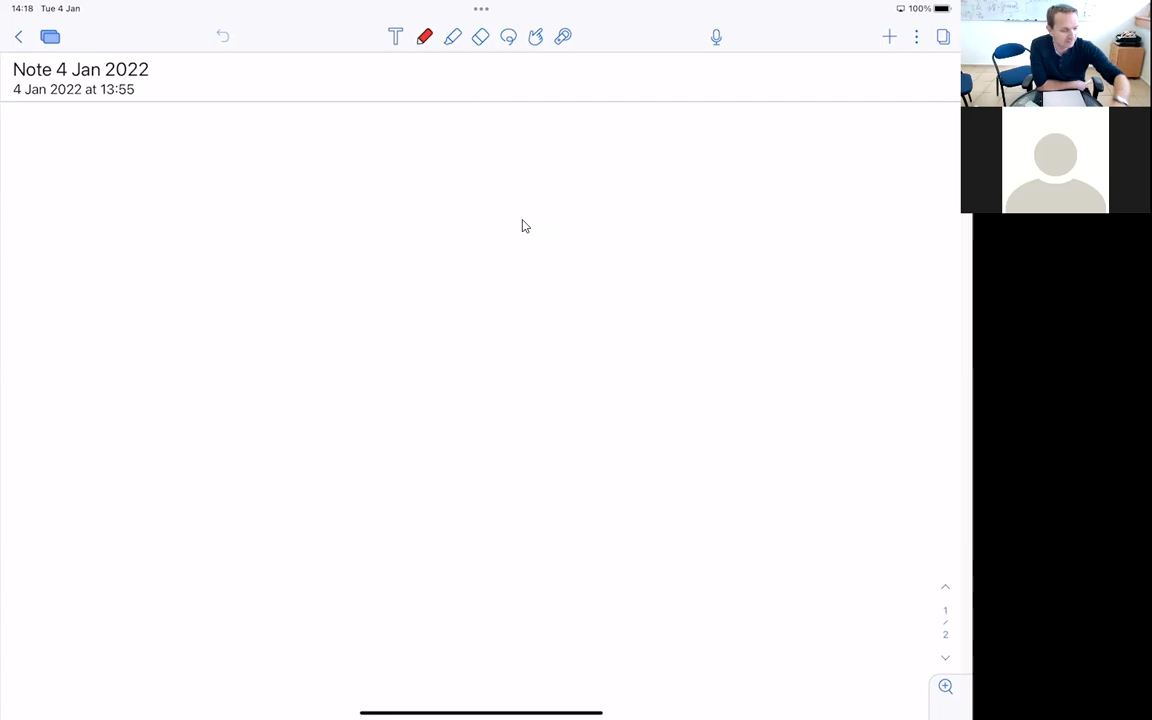 14:18 Tue 4 Jan
100%
T
Note 4 Jan 2022
4 Jan 2022 at 13:55
1
/
2